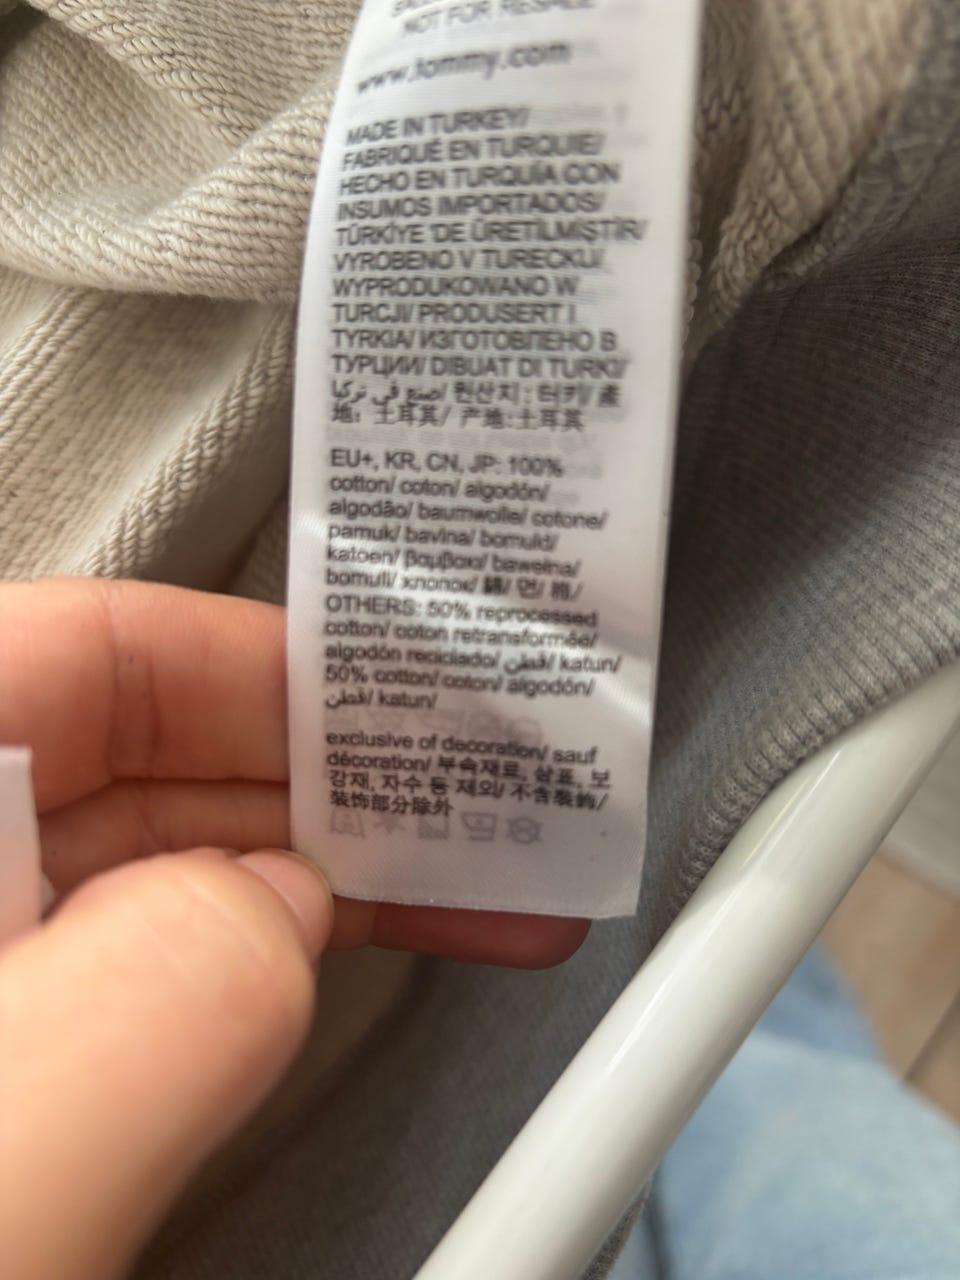 NOT FOR RESALE
www.tommy.com
MADE IN TURKEY/
FABRIQUÉ EN TURQUIE/
HECHO EN TURQUÍA CON
INSUMOS IMPORTADOS/
TÜRKİYE 'DE ÜRETİLMİŞTİR/
VYROBENO V TURECKU/
WYPRODUKOWANO W
TURCJI/ PRODUSERT I
TYRKIA/ ИЗГОТОВЛЕНО В
ТУРЦИИ/ DIBUAT DI TURKI/
صنع في تركيا/ 원산지 : 터키/ 產
地：土耳其/ 产地:土耳其
EU+, KR, CN, JP: 100%
cotton/ coton/ algodón/
algodão/ baumwolle/ cotone/
pamuk/ bavlna/ bomuld/
katoen/ βαμβακι/ bawełna/
bomull/ хлопок/ 綿/ 면/ 棉/
OTHERS: 50% reprocessed
cotton/ coton retransformée/
algodón reciclado/ قطن/ katun/
50% cotton/ coton/ algodón/
قطن/ katun/
exclusive of decoration/ sauf
décoration/ 부속재료, 상표, 보
강재, 자수 등 제외/ 不含裝飾/
装饰部分除外